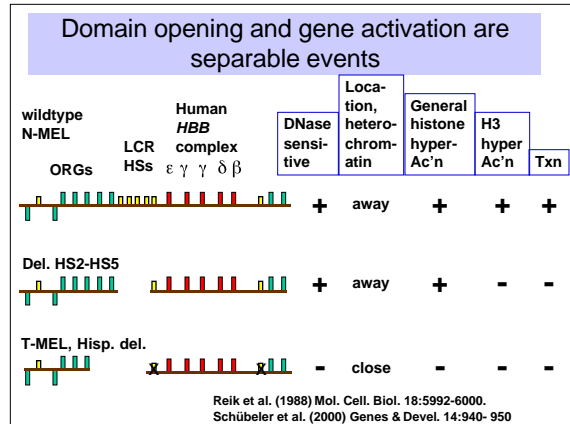 Domain opening and gene activation are
separable events
wildtype
N-MEL
ORGs
LCR
HSs
Human
HBB
complex
ε γ γ δ β
DNase
sensi-
tive
Loca-
tion,
hetero-
chrom-
atin
General
histone
hyper-
Ac'n
H3
hyper
Ac'n
Txn
+ away + + +
Del. HS2-HS5
+ away + - -
T-MEL, Hisp. del.
X X
- close - - -
Reik et al. (1988) Mol. Cell. Biol. 18:5992-6000.
Schübeler et al. (2000) Genes & Devel. 14:940- 950